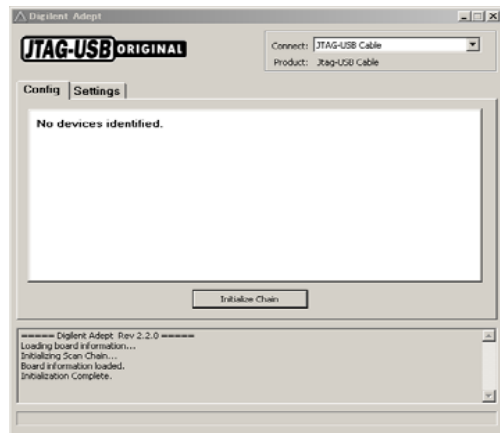 Digilent Adept
JTAG-USB ORIGINAL
Connect: JTAG-USB Cable
Product: Jtag-USB Cable
Config Settings
No devices identified.
Initialize Chain
===== Digilent Adept Rev 2.2.0 =====
Loading board information...
Initializing Scan Chain...
Board information loaded.
Initialization Complete.